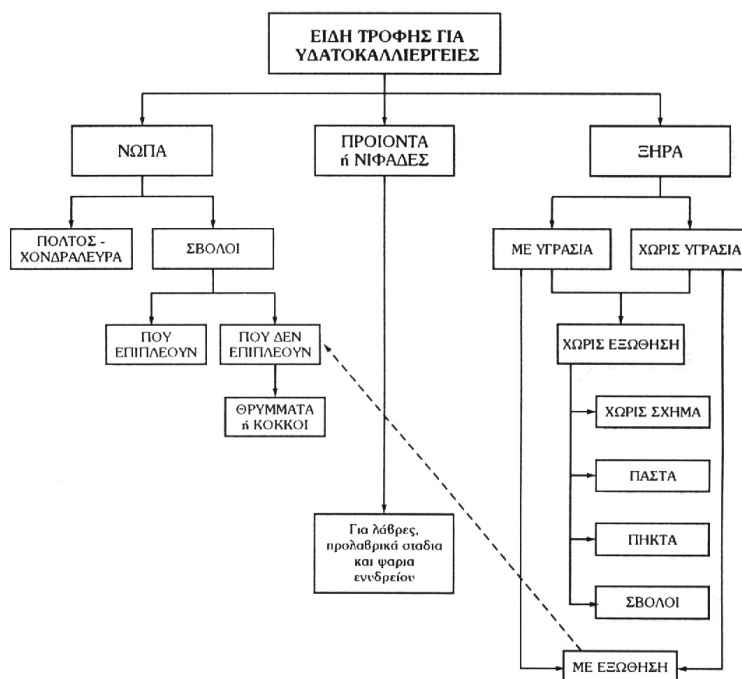 ΕΙΔΗ ΤΡΟΦΗΣ ΓΙΑ
ΥΔΑΤΟΚΑΛΛΙΕΡΓΕΙΕΣ
ΝΩΠΑ
ΠΡΟΙΟΝΤΑ
ή ΝΙΦΑΔΕΣ
ΞΗΡΑ
ΠΟΛΤΟΣ -
ΧΟΝΔΡΑΛΕΥΡΑ
ΣΒΟΛΟΙ
ΜΕ ΥΓΡΑΣΙΑ
ΧΩΡΙΣ ΥΓΡΑΣΙΑ
ΠΟΥ
ΕΠΙΠΛΕΟΥΝ
ΠΟΥ ΔΕΝ
ΕΠΙΠΛΕΟΥΝ
ΧΩΡΙΣ ΕΞΩΘΗΣΗ
ΘΡΥΜΜΑΤΑ
ή ΚΟΚΚΟΙ
ΧΩΡΙΣ ΣΧΗΜΑ
ΠΑΣΤΑ
ΠΗΚΤΑ
ΣΒΟΛΟΙ
Για λάβρες,
προλαβρικά σταδια
και ψαρια
ενυδρείου
ΜΕ ΕΞΩΘΗΣΗ